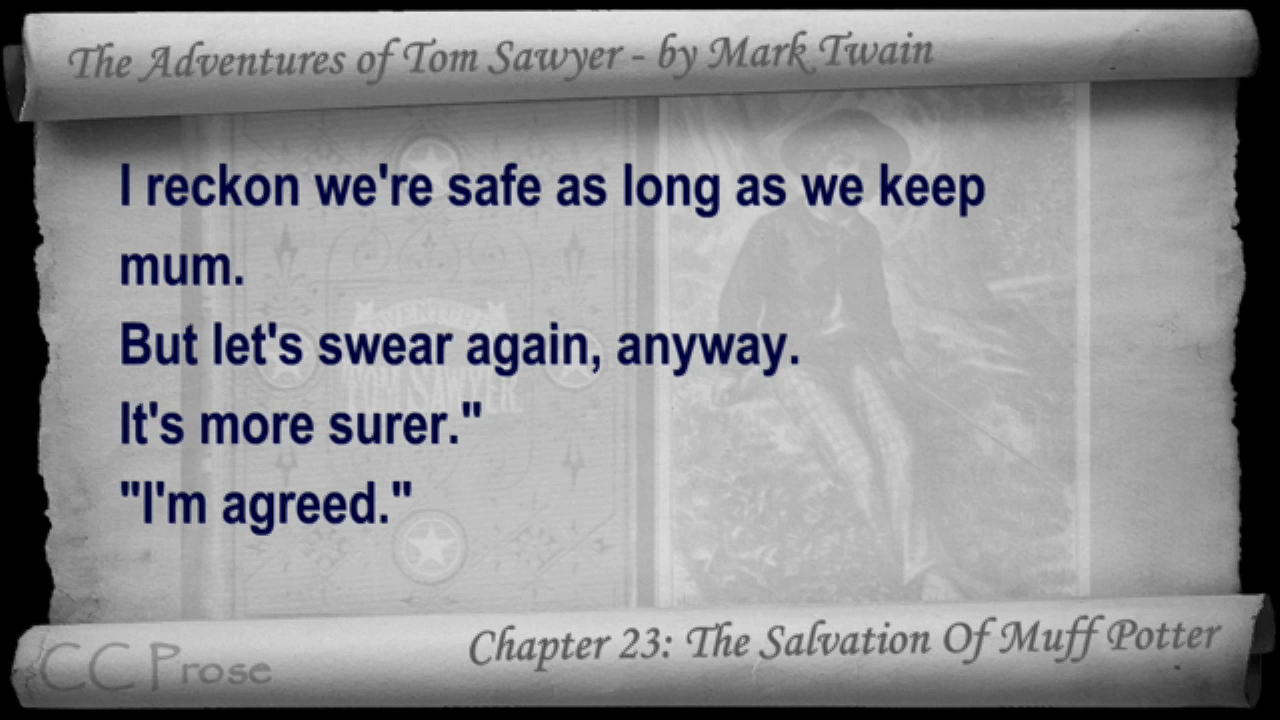 The Adventures of Tom Sawyer - by Mark Twain
I reckon we're safe as long as we keep
mum.
But let's swear again, anyway.
It's more surer."
"I'm agreed."
Chapter 23: The Salvation Of Muff Potter
CC Prose